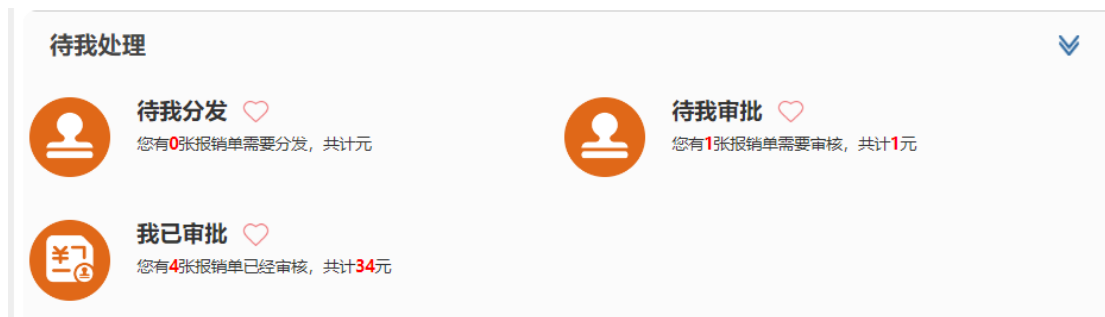 待我处理
待我分发
您有0张报销单需要分发，共计元
待我审批
您有1张报销单需要审核，共计1元
我已审批
您有4张报销单已经审核，共计34元